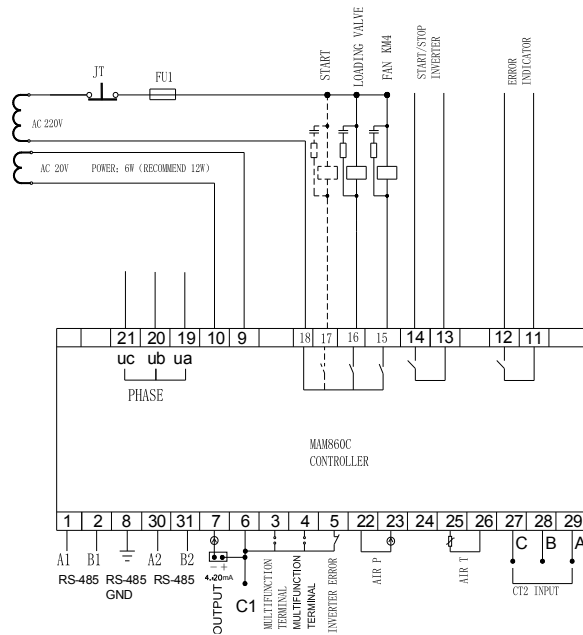 JT
FU1
START
LOADING VALVE
FAN KM4
START/STOP
INVERTER
ERROR
INDICATOR
AC 220V
AC 20V
POWER: 6W (RECOMMEND 12W)
21
20
19
10
9
18
17
16
15
14
13
12
11
uc
ub
ua
PHASE
MAM860C
CONTROLLER
1
2
8
30
31
7
6
3
4
5
22
23
24
25
26
27
28
29
A1
B1
A2
B2
RS-485
RS-485
GND
RS-485
4~20mA
OUTPUT
- +
C1
MULTIFUNCTION
TERMINAL
MULTIFUNCTION
TERMINAL
INVERTER ERROR
AIR P
AIR T
C
B
A
CT2 INPUT